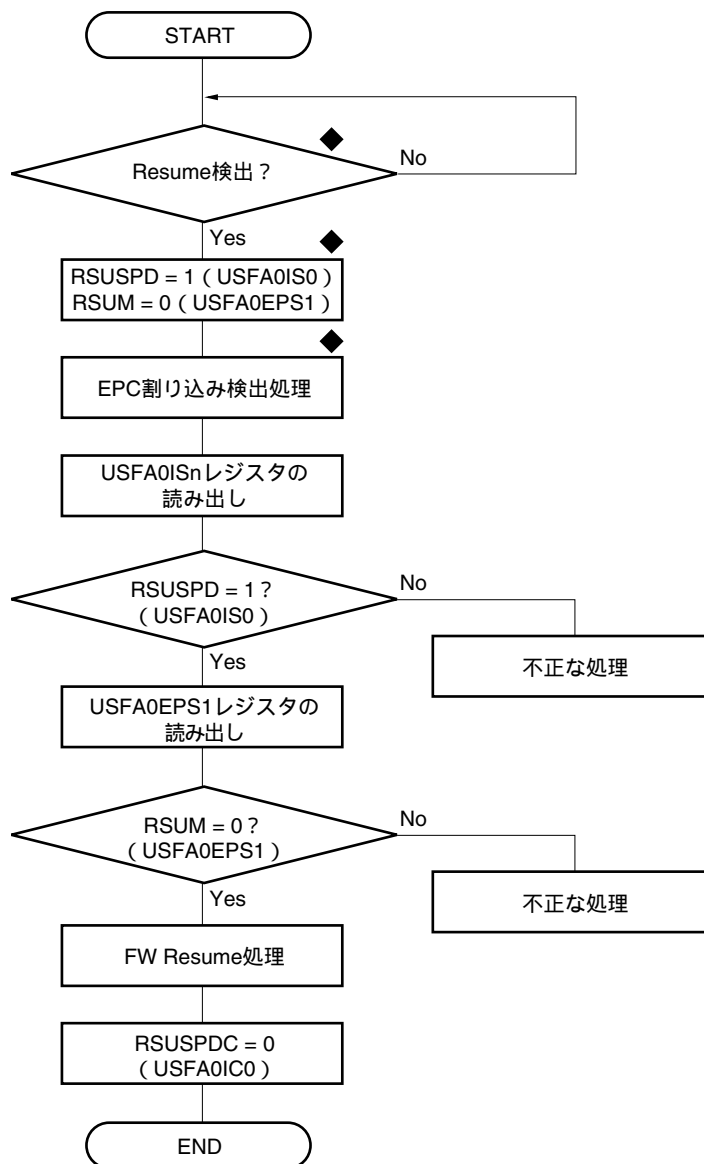 START
Resume検出？
No
Yes
RSUSPD = 1（USFA0IS0）
RSUM = 0（USFA0EPS1）
EPC割り込み検出処理
USFA0ISnレジスタの
読み出し
RSUSPD = 1？
（USFA0IS0）
No
不正な処理
Yes
USFA0EPS1レジスタの
読み出し
RSUM = 0？
（USFA0EPS1）
No
不正な処理
Yes
FW Resume処理
RSUSPDC = 0
（USFA0IC0）
END